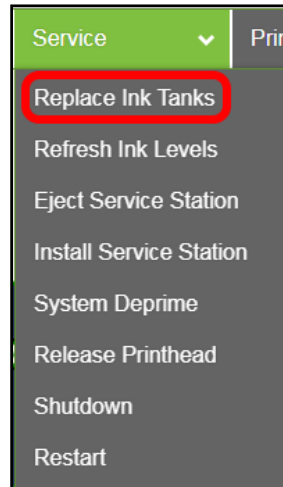 Service
Pri
Replace Ink Tanks
Refresh Ink Levels
Eject Service Station
Install Service Station
System Deprime
Release Printhead
Shutdown
Restart